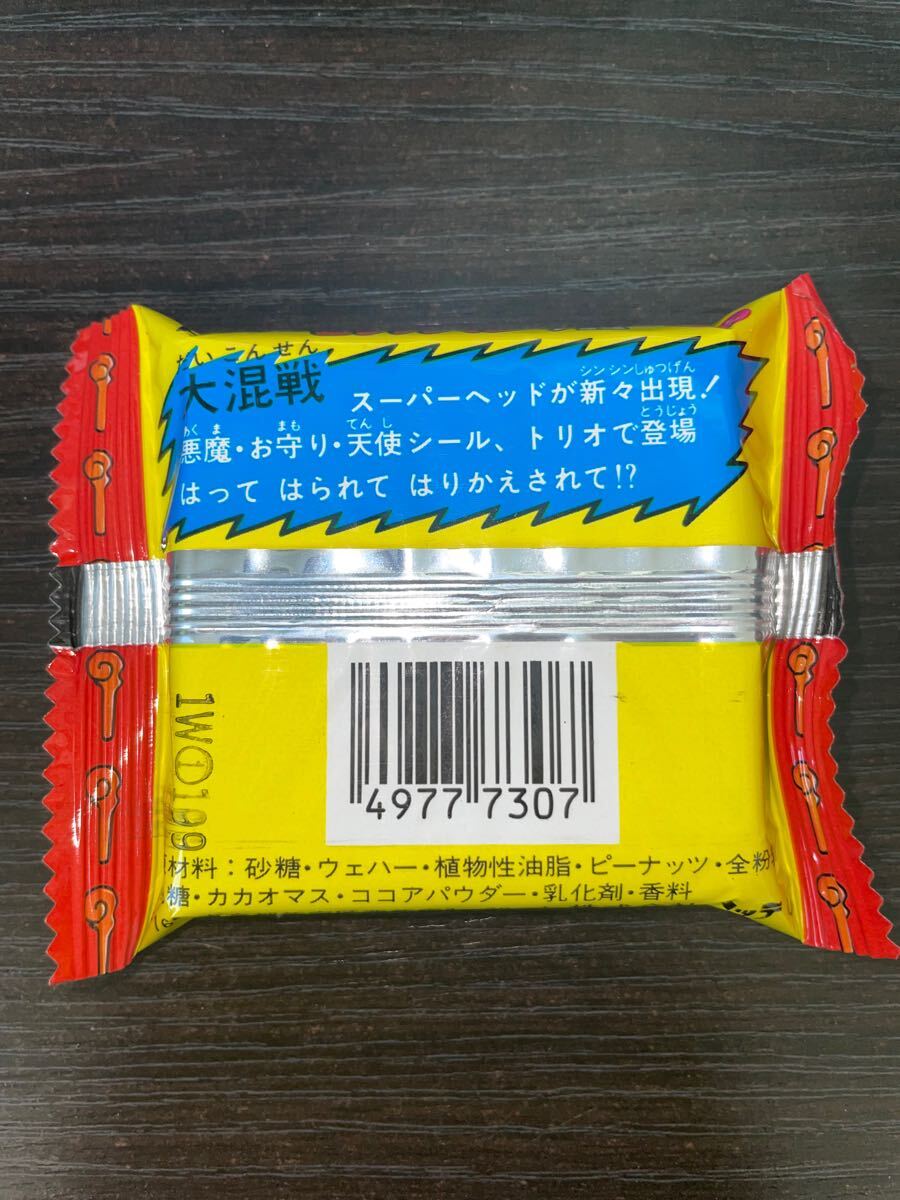 だいこんせん
大混戦
シンシンしゅつげん
スーパーヘッドが新々出現!
あくま まも てんし とうじょう
悪魔・お守り・天使シール、トリオで登場
はって はられて はりかえされて!?
1W①199
4977 7307
材料:砂糖・ウェハー・植物性油脂・ピーナッツ・全粉
糖・カカオマス・ココアパウダー・乳化剤・香料
ロッテ